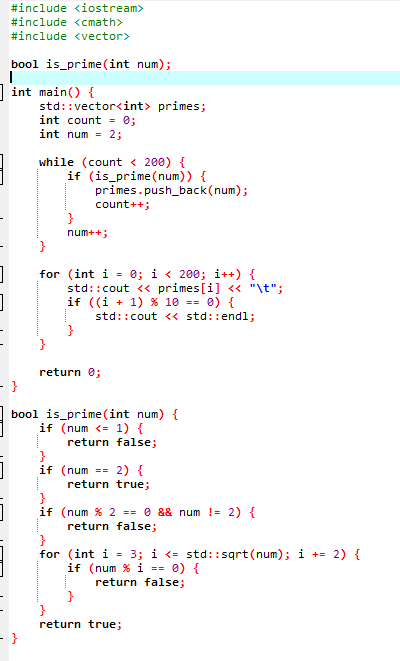 #include <iostream>
#include <cmath>
#include <vector>

bool is_prime(int num);

int main() {
    std::vector<int> primes;
    int count = 0;
    int num = 2;

    while (count < 200) {
        if (is_prime(num)) {
            primes.push_back(num);
            count++;
        }
        num++;
    }

    for (int i = 0; i < 200; i++) {
        std::cout << primes[i] << "\t";
        if ((i + 1) % 10 == 0) {
            std::cout << std::endl;
        }
    }

    return 0;
}

bool is_prime(int num) {
    if (num <= 1) {
        return false;
    }
    if (num == 2) {
        return true;
    }
    if (num % 2 == 0 && num != 2) {
        return false;
    }
    for (int i = 3; i <= std::sqrt(num); i += 2) {
        if (num % i == 0) {
            return false;
        }
    }
    return true;
}